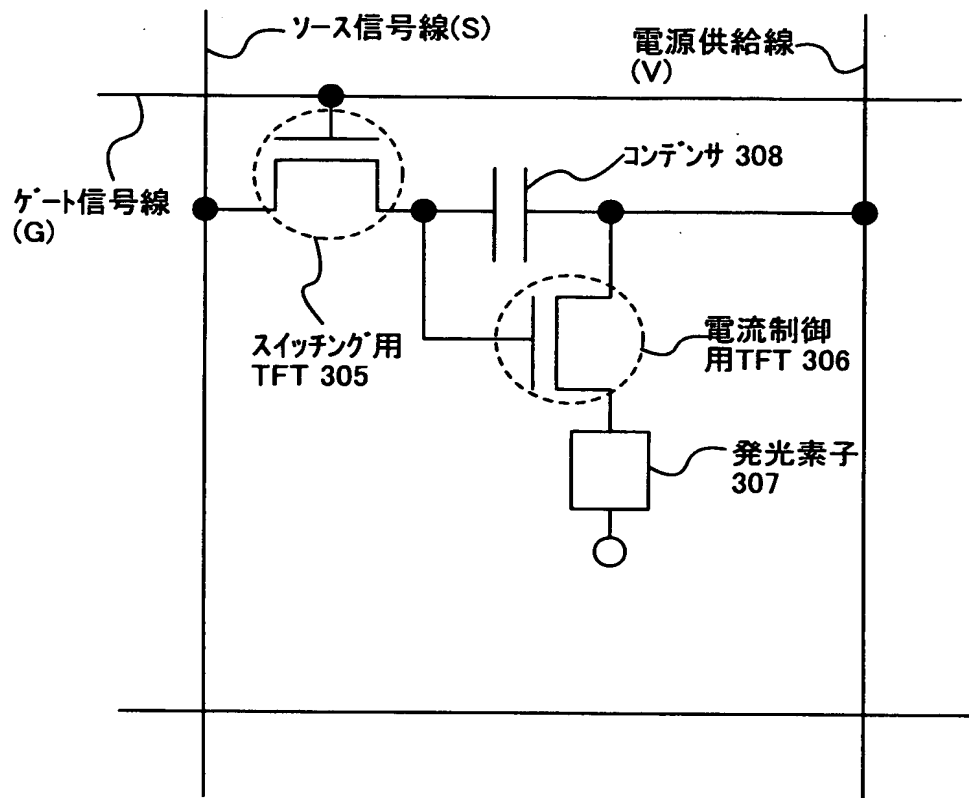 ソース信号線(S)
電源供給線
(V)
コンデンサ 308
ゲート信号線
(G)
スイッチング用
TFT 305
電流制御
用TFT 306
発光素子
307